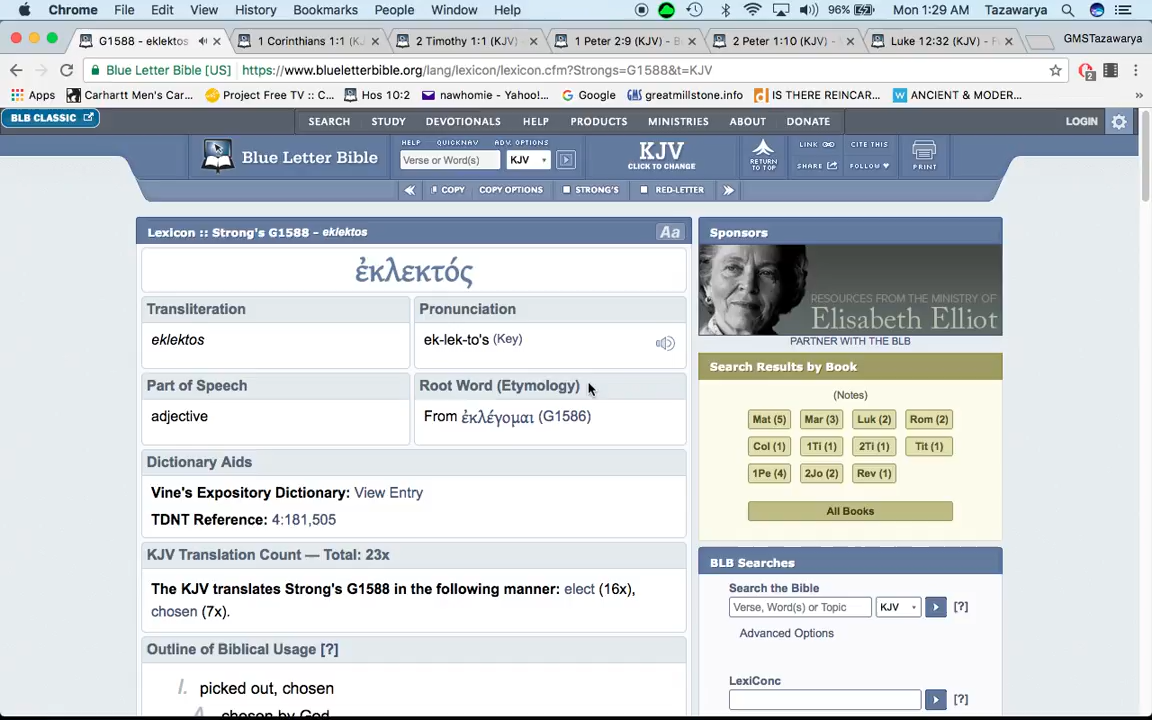 Chrome File Edit View History Bookmarks People Window Help 96% Mon 1:29 AM Tazawarya
G1588 - eklektos 1 Corinthians 1:1 (KJV 2 Timothy 1:1 (KJV) 1 Peter 2:9 (KJV) - B 2 Peter 1:10 (KJV) - Luke 12:32 (KJV) - GMSTazawarya
Blue Letter Bible [US] https://www.blueletterbible.org/lang/lexicon/lexicon.cfm?Strongs=G1588&t=KJV 2
Apps Carhartt Men's Car... Project Free TV :: C... Hos 10:2 nawhomie - Yahoo!... Google greatmillstone.info IS THERE REINCAR... ANCIENT & MODER... »
BLB CLASSIC SEARCH STUDY DEVOTIONALS HELP PRODUCTS MINISTRIES ABOUT DONATE LOGIN
HELP QUICKNAV ADV. OPTIONS
Blue Letter Bible Verse or Word(s) KJV
KJV
CLICK TO CHANGE
RETURN TO TOP
LINK CITE THIS
SHARE FOLLOW
PRINT
COPY COPY OPTIONS STRONG'S RED-LETTER
Lexicon :: Strong's G1588 - eklektos Aa
ἐκλεκτός
Transliteration Pronunciation
eklektos ek-lek-to's (Key)
Part of Speech Root Word (Etymology)
adjective From ἐκλέγομαι (G1586)
Dictionary Aids
Vine's Expository Dictionary: View Entry
TDNT Reference: 4:181,505
KJV Translation Count — Total: 23x
The KJV translates Strong's G1588 in the following manner: elect (16x),
chosen (7x).
Outline of Biblical Usage [?]
I. picked out, chosen
A. chosen by God
Sponsors
RESOURCES FROM THE MINISTRY OF
Elisabeth Elliot
PARTNER WITH THE BLB
Search Results by Book
(Notes)
Mat (5) Mar (3) Luk (2) Rom (2)
Col (1) 1Ti (1) 2Ti (1) Tit (1)
1Pe (4) 2Jo (2) Rev (1)
All Books
BLB Searches
Search the Bible
Verse, Word(s) or Topic KJV [?]
Advanced Options
LexiConc
[?]